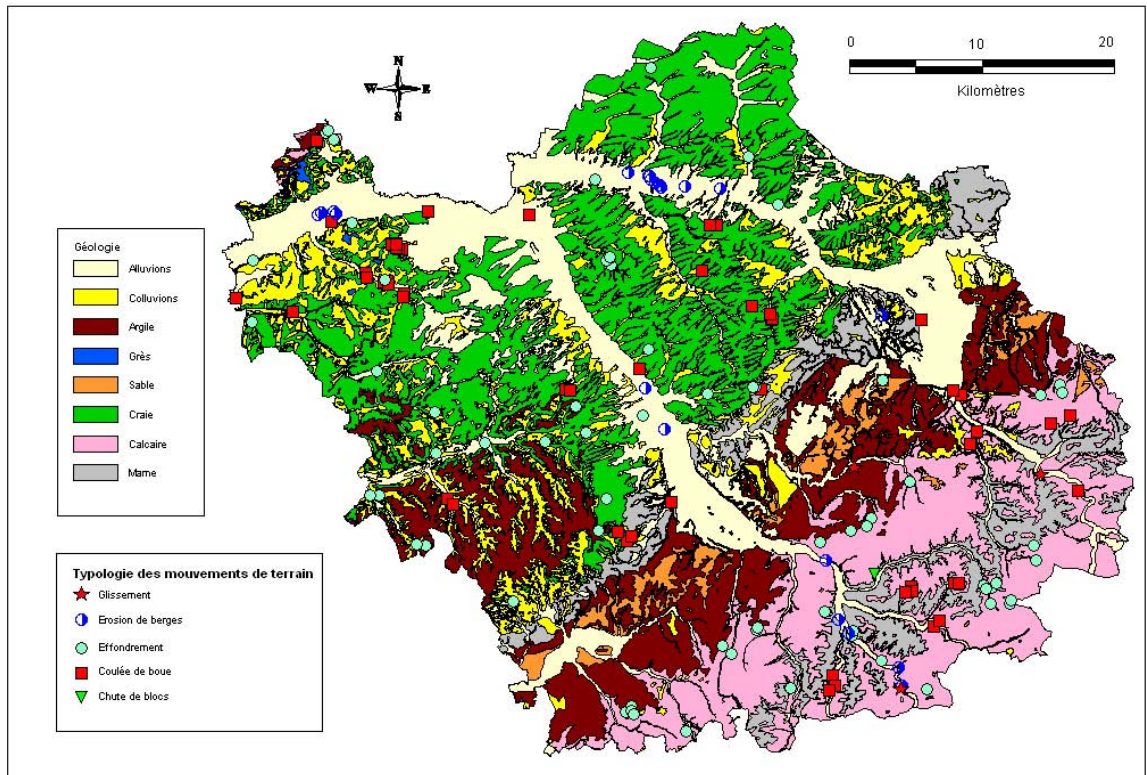 0 10 20
Kilomètres
N
W E
S
Géologie
Alluvions
Colluvions
Argile
Grès
Sable
Craie
Calcaire
Marne
Typologie des mouvements de terrain
Glissement
Erosion de berges
Effondrement
Coulée de boue
Chute de blocs